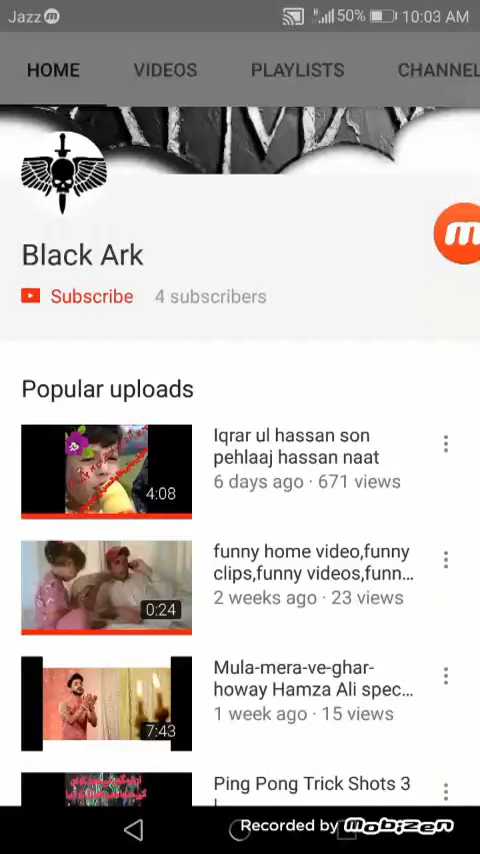 Jazz m 50% 10:03 AM
HOME VIDEOS PLAYLISTS CHANNEL
m
Black Ark
Subscribe 4 subscribers
Popular uploads
Iqrar ul hassan son
pehlaaj hassan naat
6 days ago · 671 views
4:08
funny home video,funny
clips,funny videos,funn...
2 weeks ago · 23 views
0:24
Mula-mera-ve-ghar-
howay Hamza Ali spec...
1 week ago · 15 views
7:43
Ping Pong Trick Shots 3
Recorded by mobizen